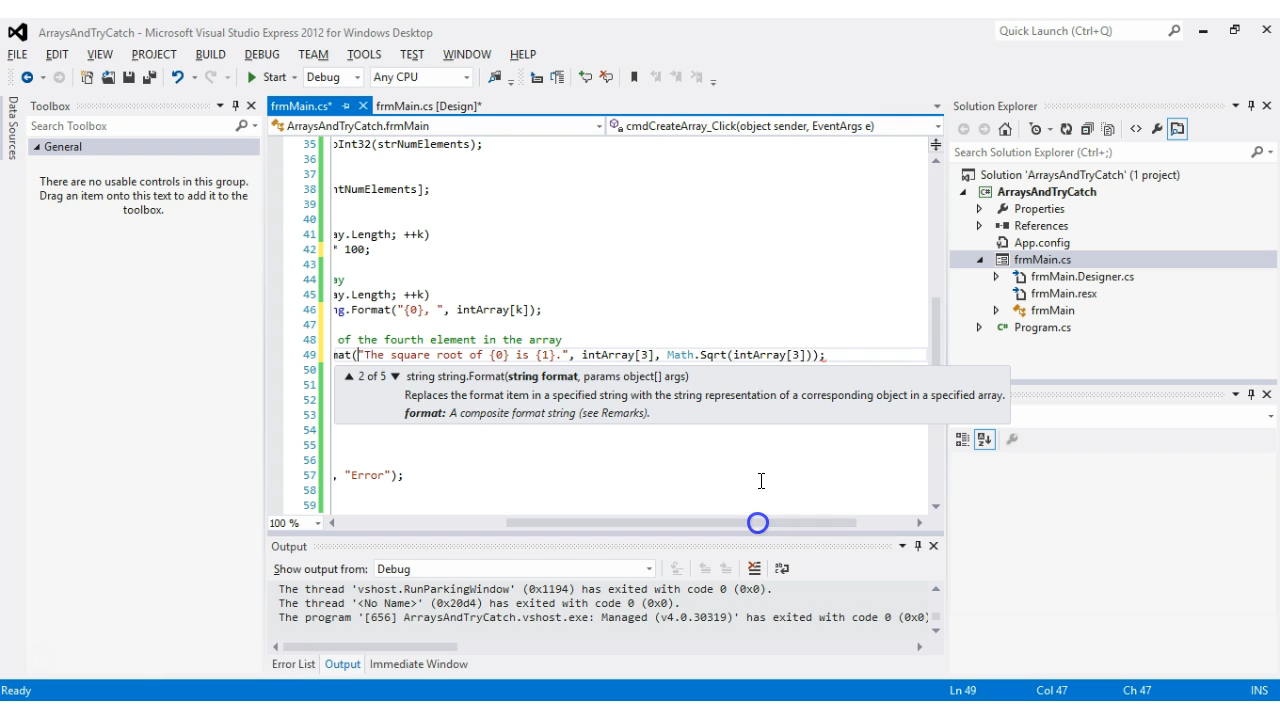 ArraysAndTryCatch - Microsoft Visual Studio Express 2012 for Windows Desktop
Quick Launch (Ctrl+Q)
FILE EDIT VIEW PROJECT BUILD DEBUG TEAM TOOLS TEST WINDOW HELP
Start Debug Any CPU
Data Sources
Toolbox
Search Toolbox
General
There are no usable controls in this group.
Drag an item onto this text to add it to the
toolbox.
frmMain.cs* frmMain.cs [Design]*
ArraysAndTryCatch.frmMain cmdCreateArray_Click(object sender, EventArgs e)
35 oInt32(strNumElements);
36
37
38 ntNumElements];
39
40
41 ay.Length; ++k)
42 * 100;
43
44 ay
45 ay.Length; ++k)
46 ng.Format("{0}, ", intArray[k]);
47
48 of the fourth element in the array
49 mat("The square root of {0} is {1}.", intArray[3], Math.Sqrt(intArray[3]));
50
51
52
53
54
55
56
57 , "Error");
58
59
▲ 2 of 5 ▼ string string.Format(string format, params object[] args)
Replaces the format item in a specified string with the string representation of a corresponding object in a specified array.
format: A composite format string (see Remarks).
100 %
Output
Show output from: Debug
The thread 'vshost.RunParkingWindow' (0x1194) has exited with code 0 (0x0).
The thread '<No Name>' (0x20d4) has exited with code 0 (0x0).
The program '[656] ArraysAndTryCatch.vshost.exe: Managed (v4.0.30319)' has exited with code 0 (0x0)
Error List Output Immediate Window
Solution Explorer
Search Solution Explorer (Ctrl+;)
Solution 'ArraysAndTryCatch' (1 project)
ArraysAndTryCatch
Properties
References
App.config
frmMain.cs
frmMain.Designer.cs
frmMain.resx
frmMain
Program.cs
Ready Ln 49 Col 47 Ch 47 INS